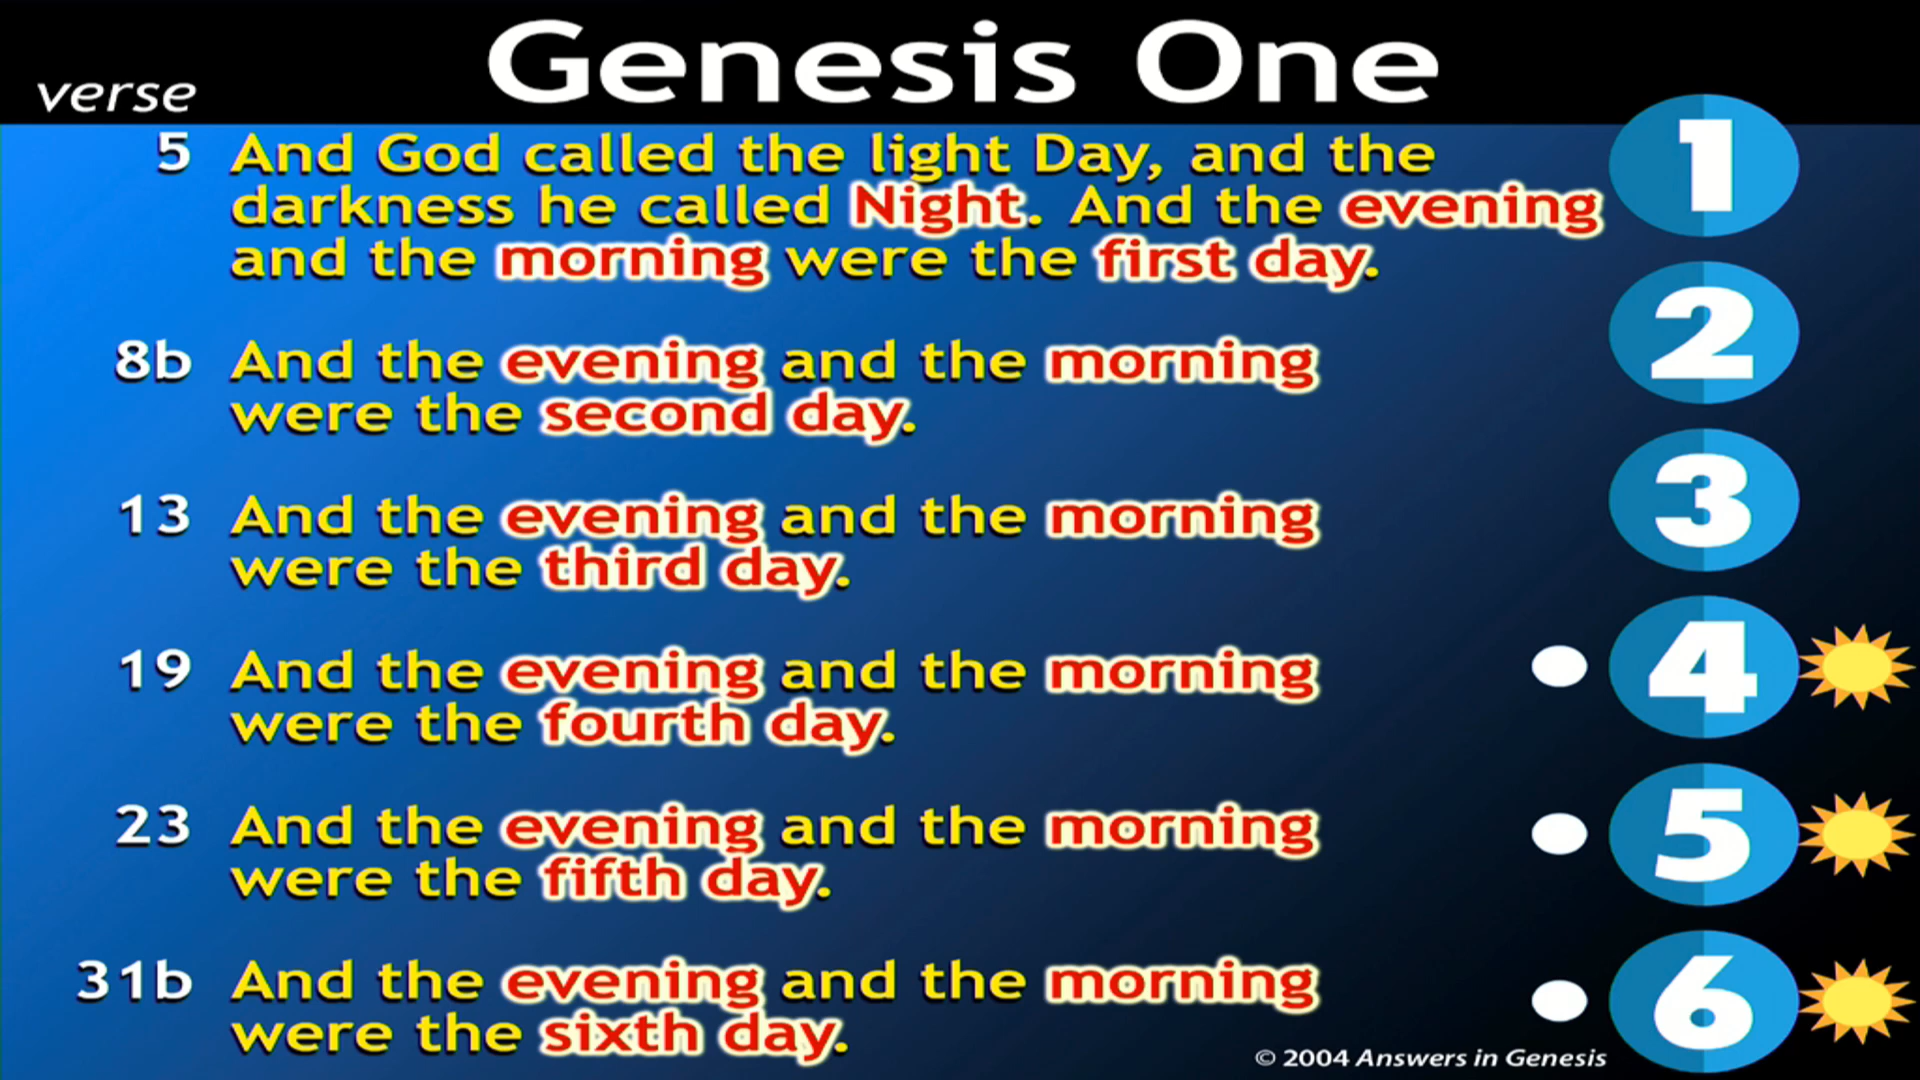 Genesis One
verse
5 And God called the light Day, and the
darkness he called Night. And the evening
and the morning were the first day.
1
8b And the evening and the morning
were the second day.
2
13 And the evening and the morning
were the third day.
3
19 And the evening and the morning
were the fourth day.
4
23 And the evening and the morning
were the fifth day.
5
31b And the evening and the morning
were the sixth day.
6
© 2004 Answers in Genesis